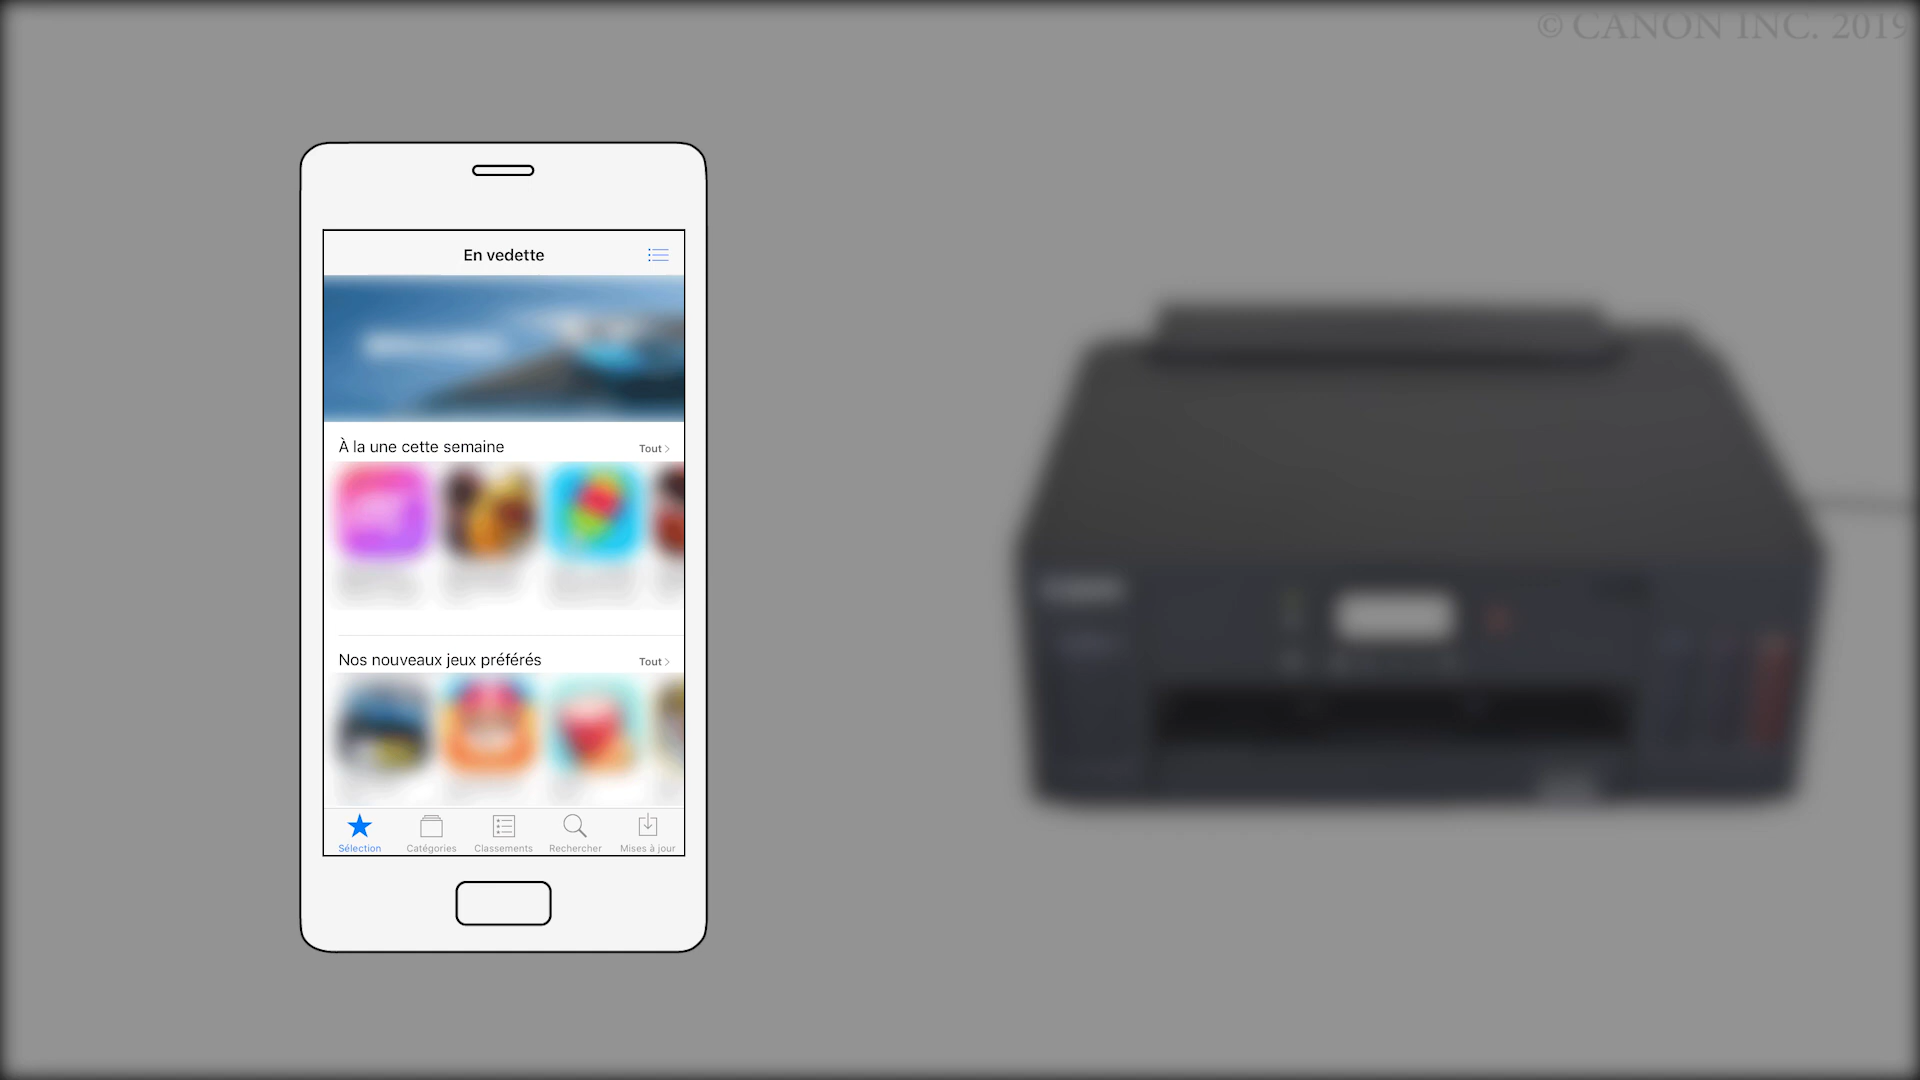 © CANON INC. 2019
En vedette
À la une cette semaine
Tout >
Nos nouveaux jeux préférés
Tout >
Sélection
Catégories
Classements
Rechercher
Mises à jour